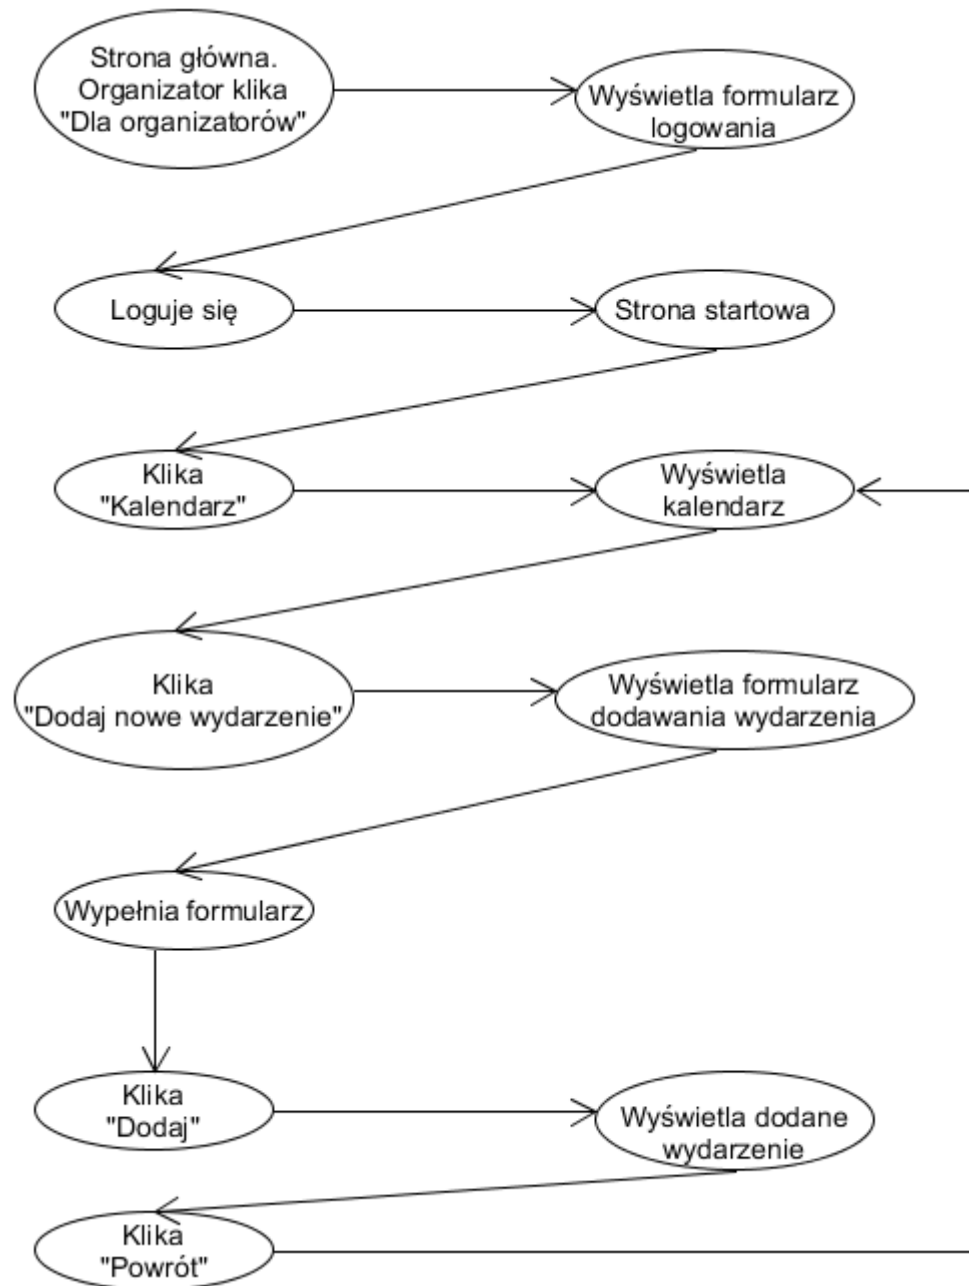 Strona główna.
Organizator klika
"Dla organizatorów"
Wyświetla formularz
logowania
Loguje się
Strona startowa
Klika
"Kalendarz"
Wyświetla
kalendarz
Klika
"Dodaj nowe wydarzenie"
Wyświetla formularz
dodawania wydarzenia
Wypełnia formularz
Klika
"Dodaj"
Wyświetla dodane
wydarzenie
Klika
"Powrót"